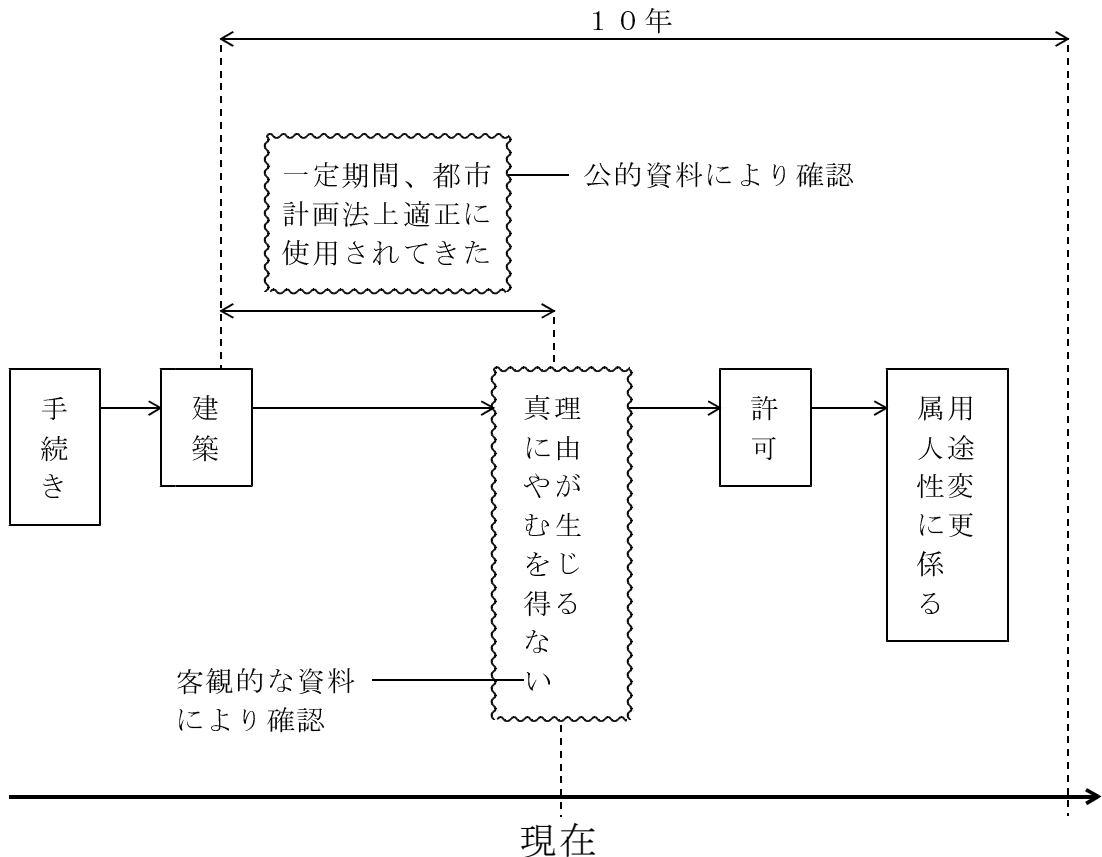 １０年
一定期間、都市
計画法上適正に
使用されてきた
公的資料により確認
手続き
建築
真にやむを得ない
理由が生じる
許可
属人性に係る
用途変更
客観的な資料
により確認
現在